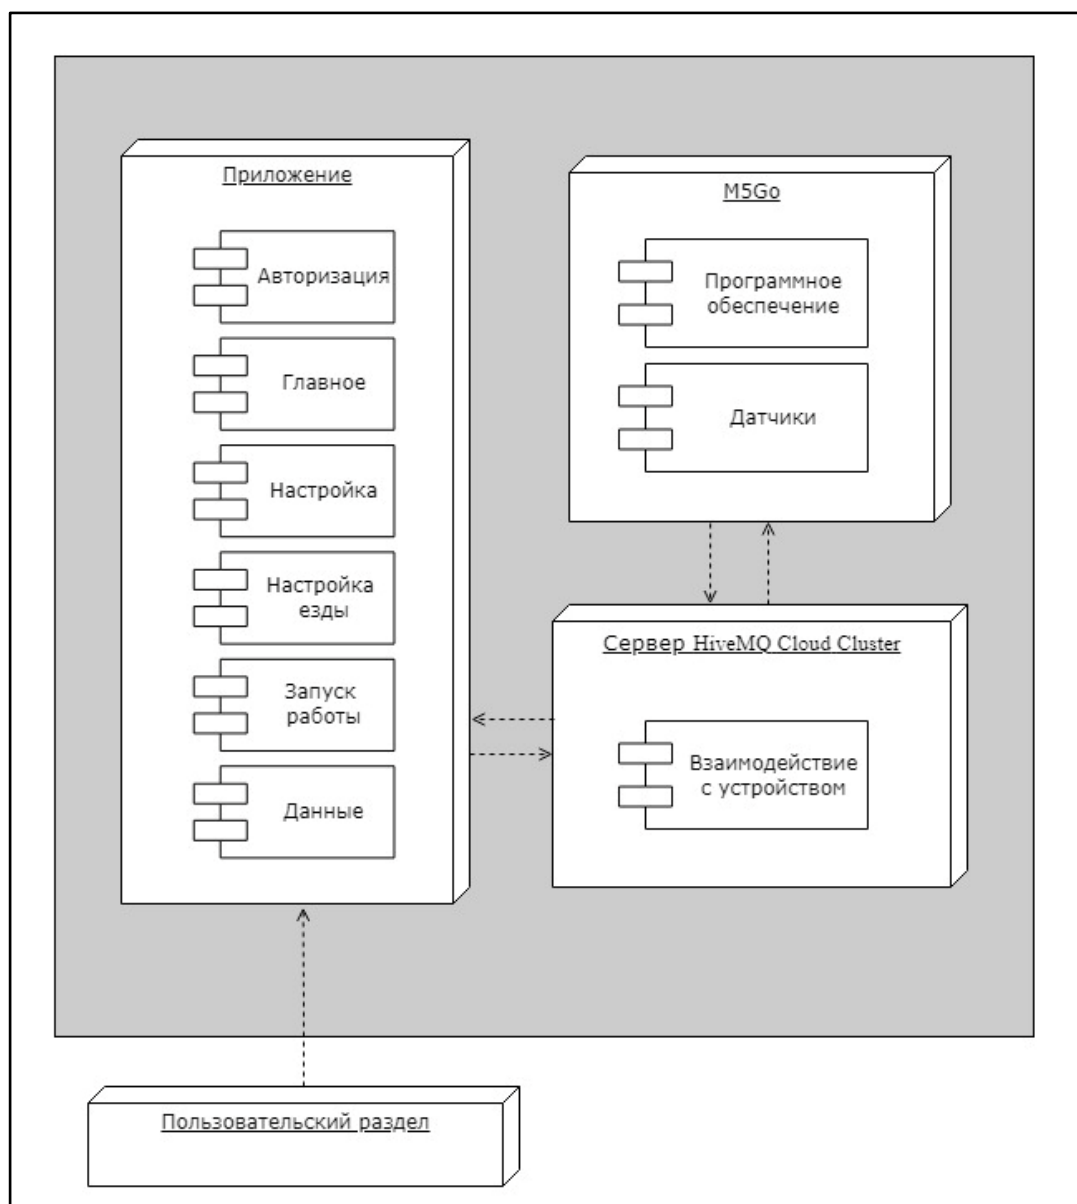 Приложение
Авторизация
Главное
Настройка
Настройка
езды
Запуск
работы
Данные
M5Go
Программное
обеспечение
Датчики
Сервер HiveMQ Cloud Cluster
Взаимодействие
с устройством
Пользовательский раздел